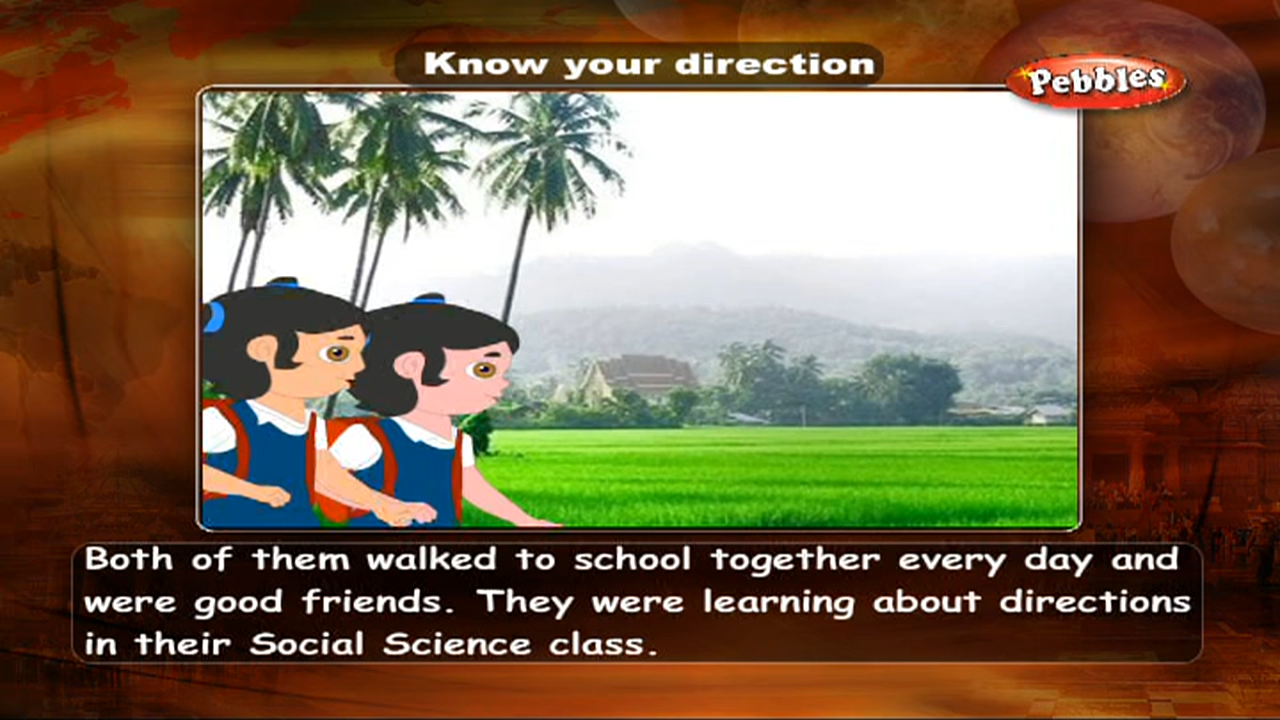 Know your direction
Pebbles
Both of them walked to school together every day and
were good friends. They were learning about directions
in their Social Science class.